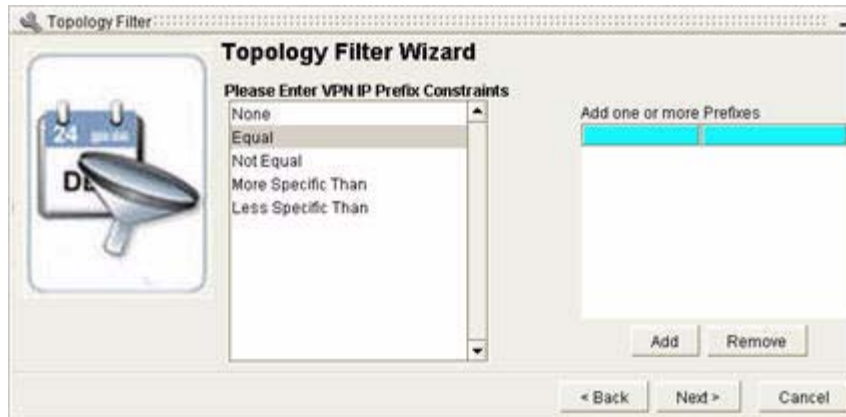 Topology Filter
Topology Filter Wizard
Please Enter VPN IP Prefix Constraints
None
Equal
Not Equal
More Specific Than
Less Specific Than
Add one or more Prefixes
Add
Remove
< Back
Next >
Cancel
24